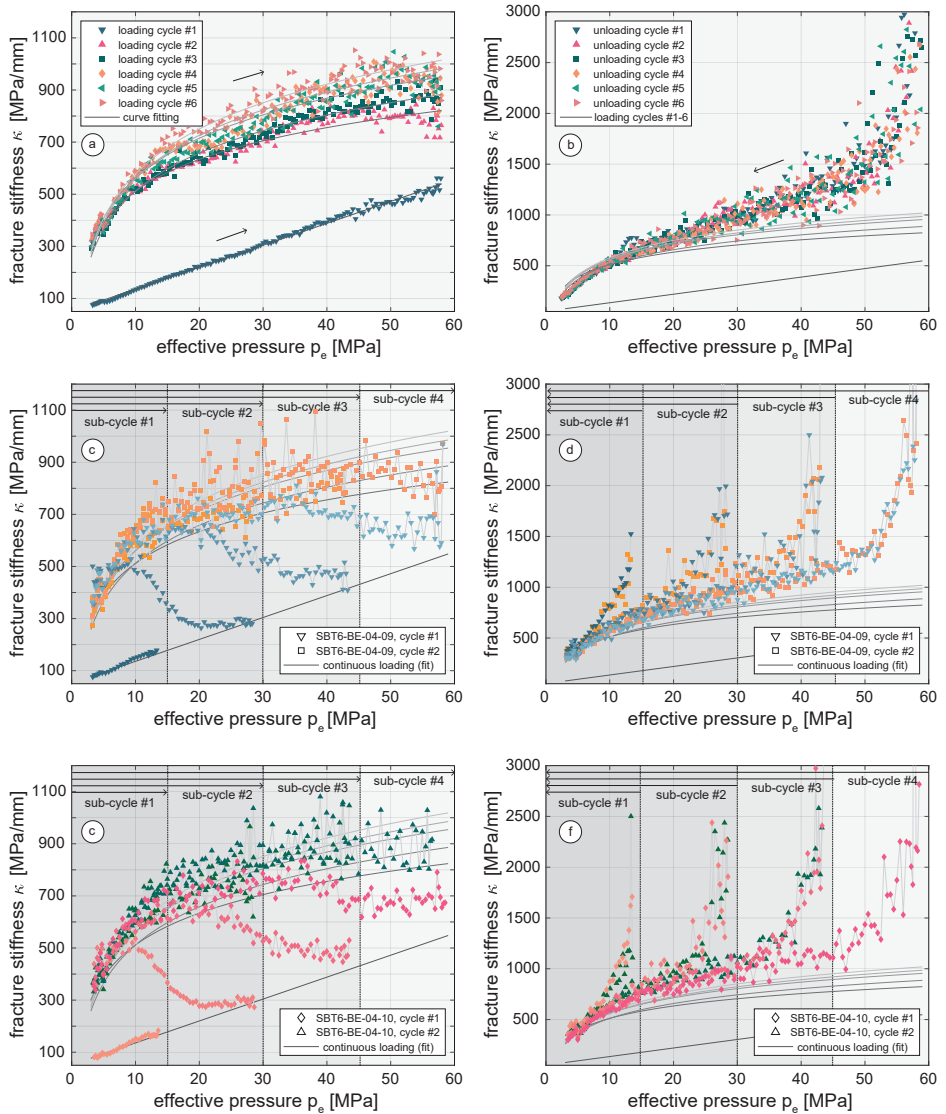 fracture stiffness κ [MPa/mm]
1100
900
700
500
300
100
loading cycle #1
loading cycle #2
loading cycle #3
loading cycle #4
loading cycle #5
loading cycle #6
curve fitting
a
0 10 20 30 40 50 60
effective pressure pe [MPa]
fracture stiffness κ [MPa/mm]
3000
2500
2000
1500
1000
500
unloading cycle #1
unloading cycle #2
unloading cycle #3
unloading cycle #4
unloading cycle #5
unloading cycle #6
loading cycles #1-6
b
0 10 20 30 40 50 60
effective pressure pe [MPa]
fracture stiffness κ [MPa/mm]
1100
900
700
500
300
100
sub-cycle #1
sub-cycle #2
sub-cycle #3
sub-cycle #4
c
SBT6-BE-04-09, cycle #1
SBT6-BE-04-09, cycle #2
continuous loading (fit)
0 10 20 30 40 50 60
effective pressure pe [MPa]
fracture stiffness κ [MPa/mm]
3000
2500
2000
1500
1000
500
sub-cycle #1
sub-cycle #2
sub-cycle #3
sub-cycle #4
d
SBT6-BE-04-09, cycle #1
SBT6-BE-04-09, cycle #2
continuous loading (fit)
0 10 20 30 40 50 60
effective pressure pe [MPa]
fracture stiffness κ [MPa/mm]
1100
900
700
500
300
100
sub-cycle #1
sub-cycle #2
sub-cycle #3
sub-cycle #4
c
SBT6-BE-04-10, cycle #1
SBT6-BE-04-10, cycle #2
continuous loading (fit)
0 10 20 30 40 50 60
effective pressure pe [MPa]
fracture stiffness κ [MPa/mm]
3000
2500
2000
1500
1000
500
sub-cycle #1
sub-cycle #2
sub-cycle #3
sub-cycle #4
f
SBT6-BE-04-10, cycle #1
SBT6-BE-04-10, cycle #2
continuous loading (fit)
0 10 20 30 40 50 60
effective pressure pe [MPa]